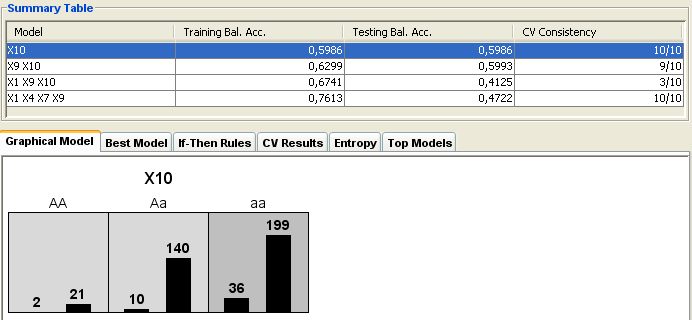 Summary Table
Model Training Bal. Acc. Testing Bal. Acc. CV Consistency
X10 0,5986 0,5986 10/10
X9 X10 0,6299 0,5993 9/10
X1 X9 X10 0,6741 0,4125 3/10
X1 X4 X7 X9 0,7613 0,4722 10/10
Graphical Model Best Model If-Then Rules CV Results Entropy Top Models
X10
AA Aa aa
2 21 10 140 36 199